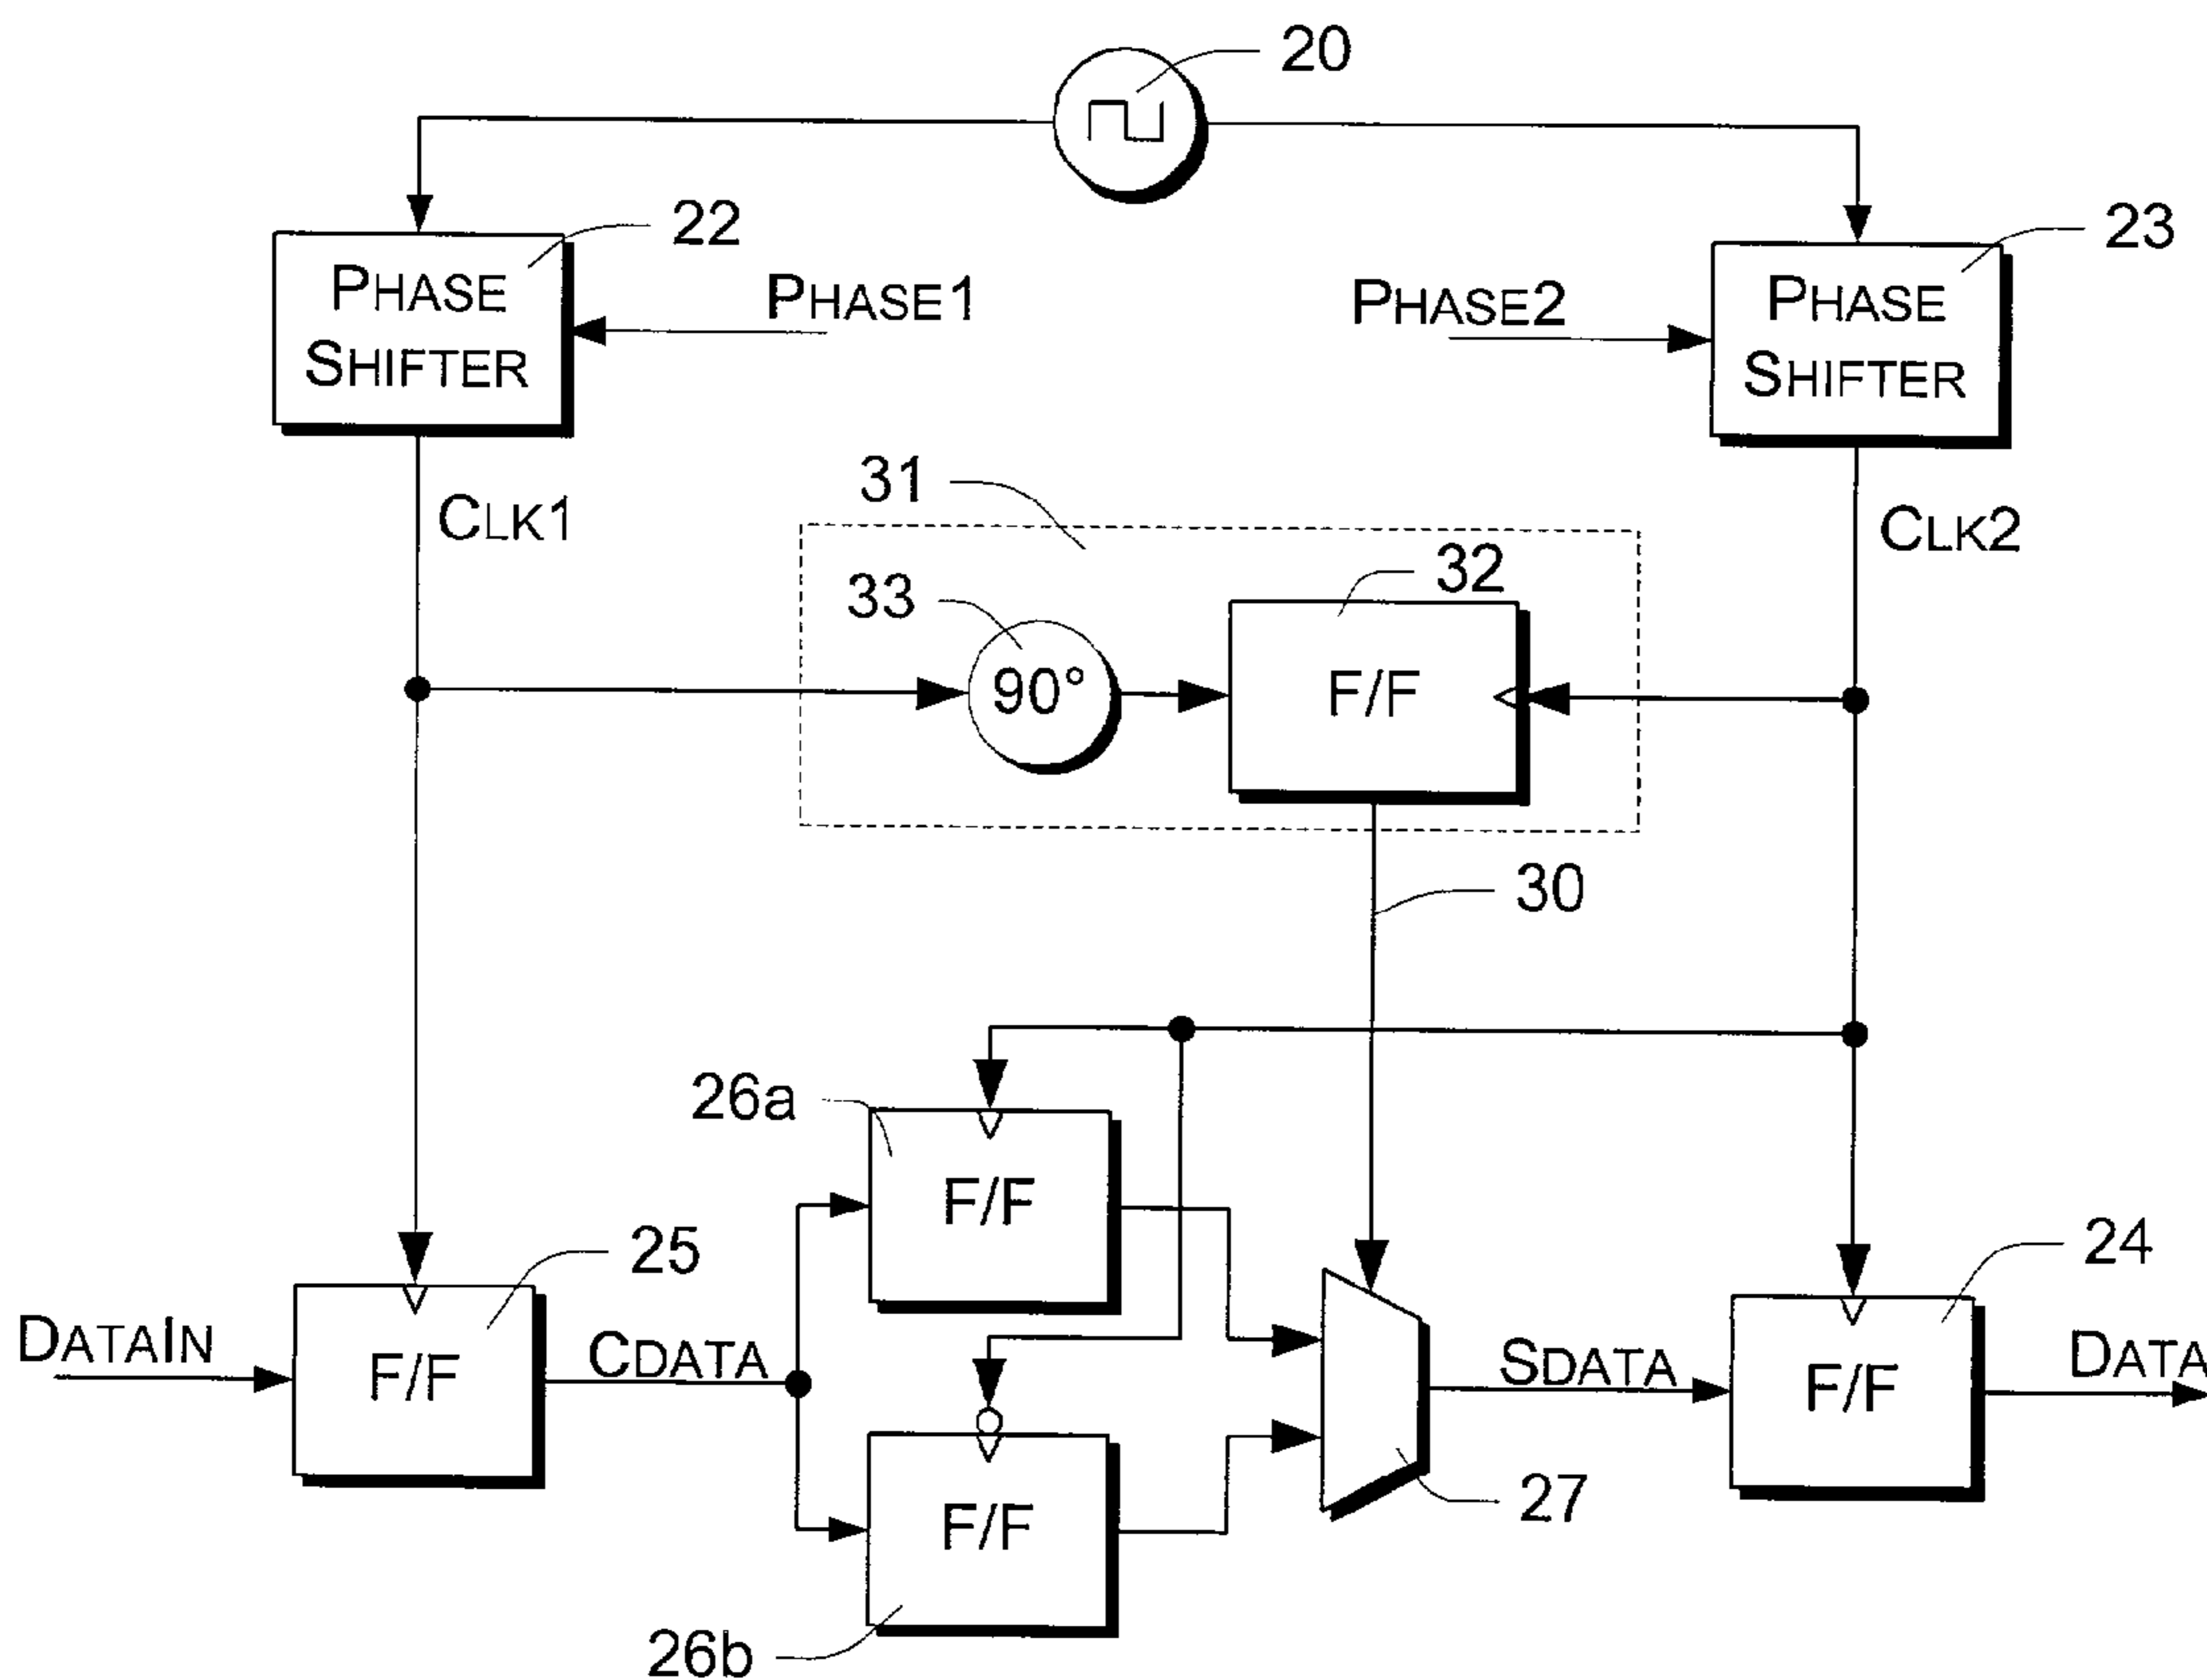 20
22
PHASE
SHIFTER
PHASE1
PHASE2
23
PHASE
SHIFTER
CLK1
31
CLK2
33
32
90°
F/F
30
26a
F/F
25
24
DATAIN
F/F
CDATA
SDATA
F/F
DATA
F/F
27
26b